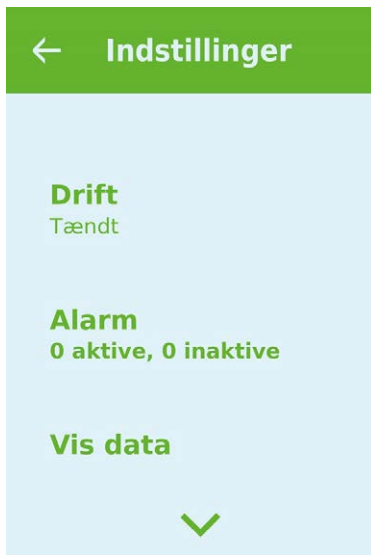 Indstillinger
Drift
Tændt
Alarm
0 aktive, 0 inaktive
Vis data